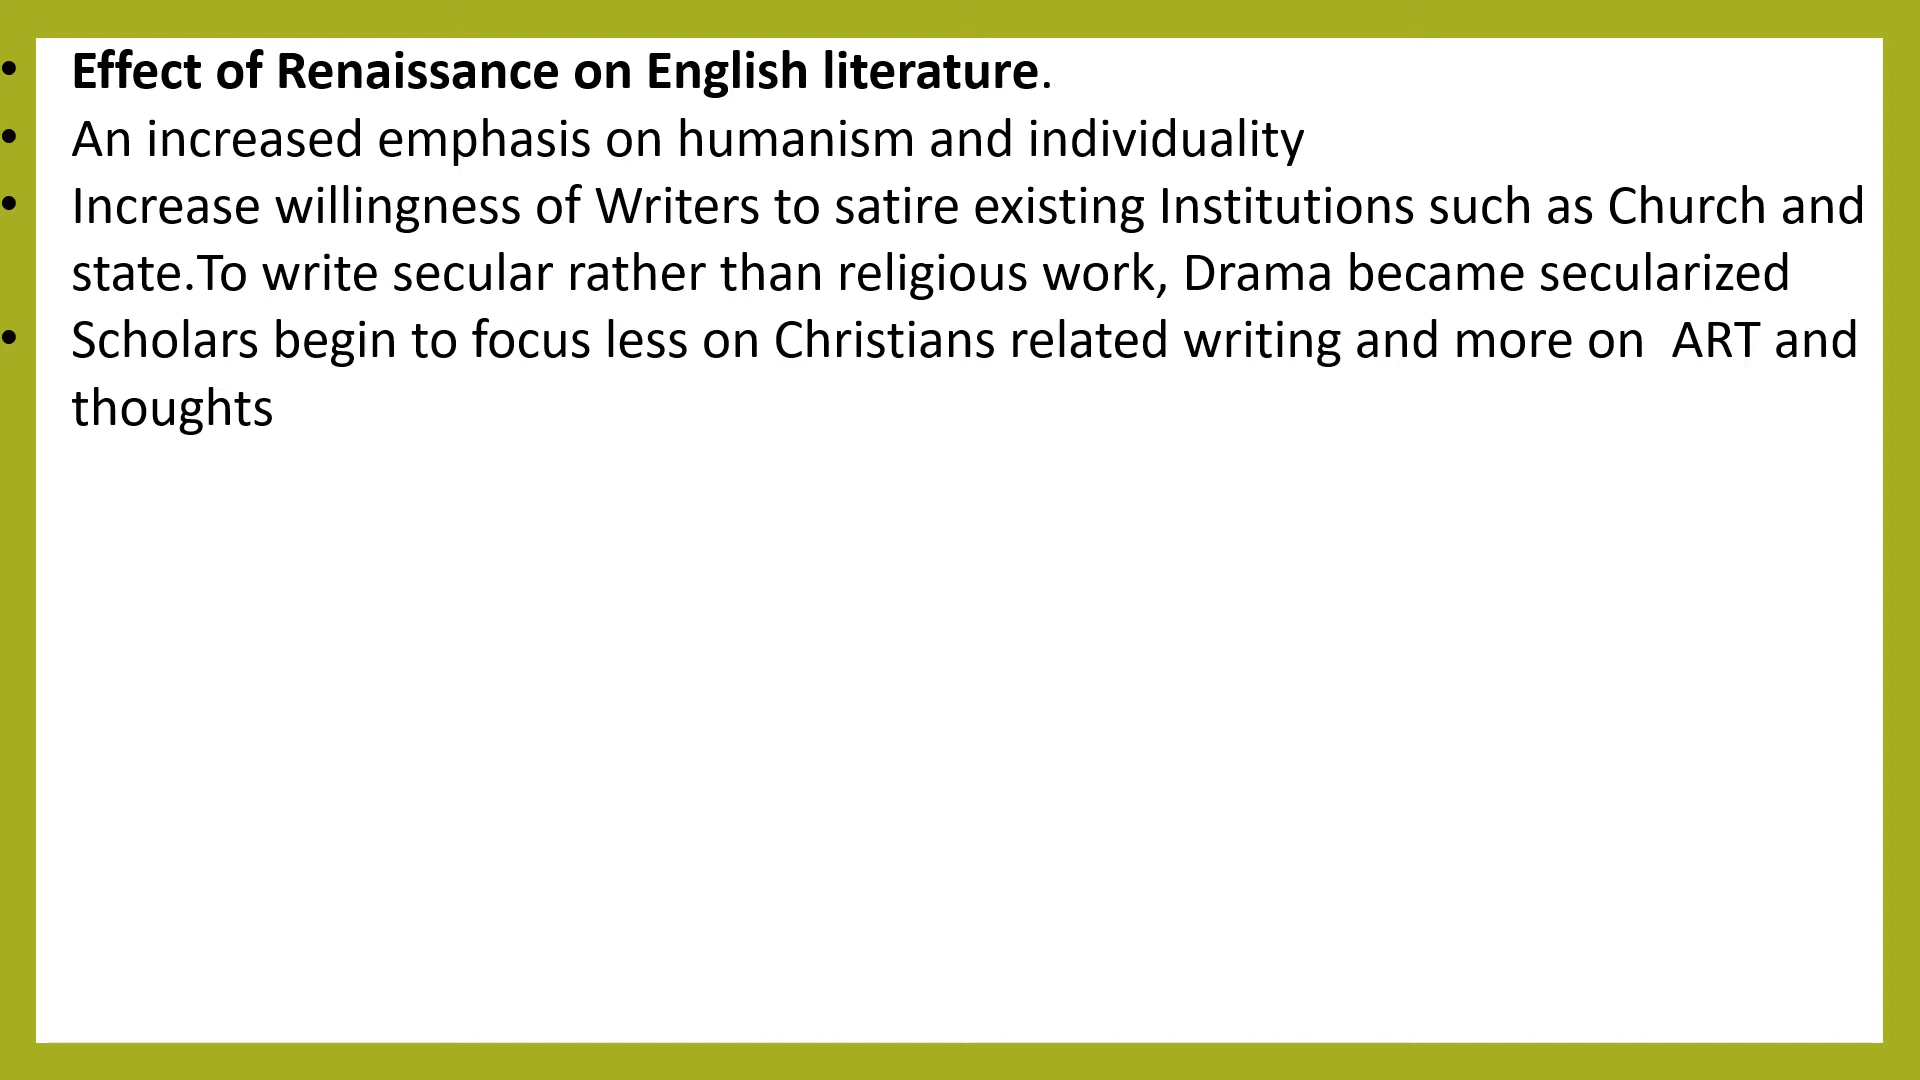 • Effect of Renaissance on English literature.
• An increased emphasis on humanism and individuality
• Increase willingness of Writers to satire existing Institutions such as Church and
state.To write secular rather than religious work, Drama became secularized
• Scholars begin to focus less on Christians related writing and more on  ART and
thoughts